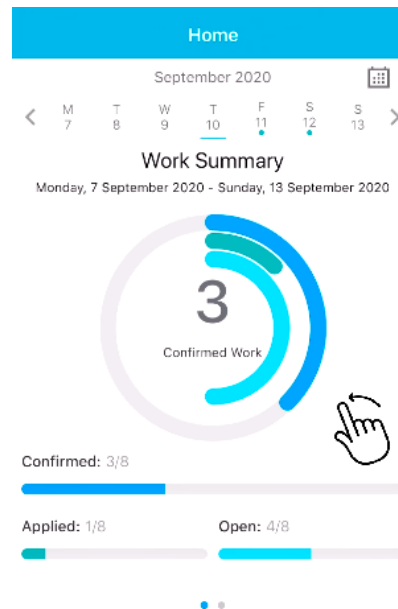 Home
September 2020
M T W T F S S
7 8 9 10 11 12 13
Work Summary
Monday, 7 September 2020 - Sunday, 13 September 2020
3
Confirmed Work
Confirmed: 3/8
Applied: 1/8 Open: 4/8